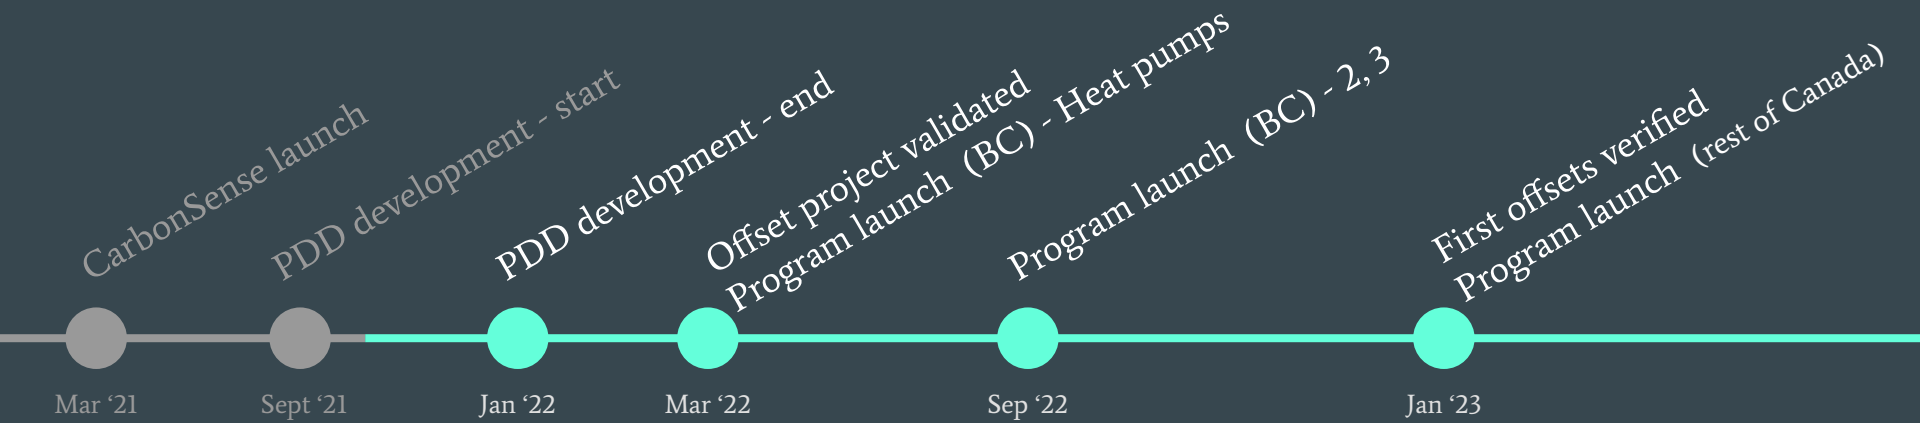 CarbonSense launch
PDD development - start
PDD development - end
Offset project validated
Program launch (BC) - Heat pumps
Program launch (BC) - 2, 3
First offsets verified
Program launch (rest of Canada)
Mar ‘21
Sept ‘21
Jan ‘22
Mar ‘22
Sep ‘22
Jan ‘23